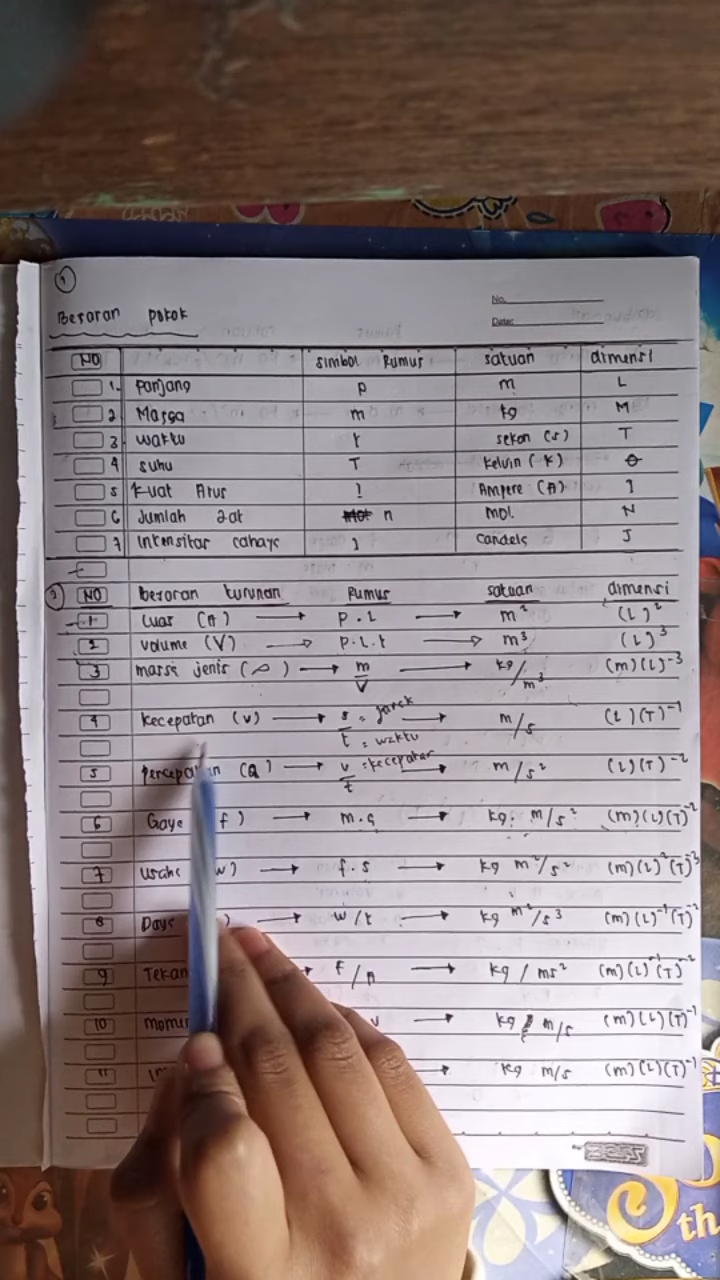 1
No.
Date:
Besaran pokok
NO simbol Rumus satuan dimensi
1. panjang p m L
2 Massa m kg M
3 waktu t sekon (s) T
4 suhu T Kelvin (K) θ
5 Kuat Arus I Ampere (A) I
6 Jumlah zat n Mol N
7 Intensitas cahaya J candela J
2 NO besaran turunan Rumus satuan dimensi
1 Luas (A) → p.l → m² (L)²
2 volume (V) → p.l.t → m³ (L)³
3 massa jenis (ρ) → m/V → kg/m³ (m)(L)⁻³
4 kecepatan (v) → s = jarak / t = waktu → m/s (L)(T)⁻¹
5 percepatan (a) → v = kecepatan / t → m/s² (L)(T)⁻²
6 Gaya f) → m.a → kg. m/s² (m)(L)(T)⁻²
7 usaha w) → f.s → kg m²/s² (m)(L)²(T)⁻³
8 Daya ) → w/t → kg m²/s³ (m)(L)⁻¹(T)⁻²
9 Tekan → f/A → kg / ms² (m)(L)⁻¹(T)⁻²
10 momen v → kg m/s (m)(L)(T)⁻¹
11 → kg m/s (m)(L)(T)⁻¹
th